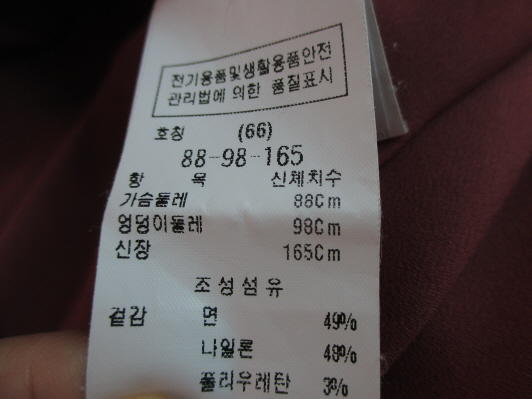 전기용품및생활용품안전
관리법에 의한 품질표시
호칭 (66)
88-98-165
항 목 신체치수
가슴둘레 88Cm
엉덩이둘레 98Cm
신장 165Cm
조성섬유
겉감 면 49%
나일론 48%
폴리우레탄 3%